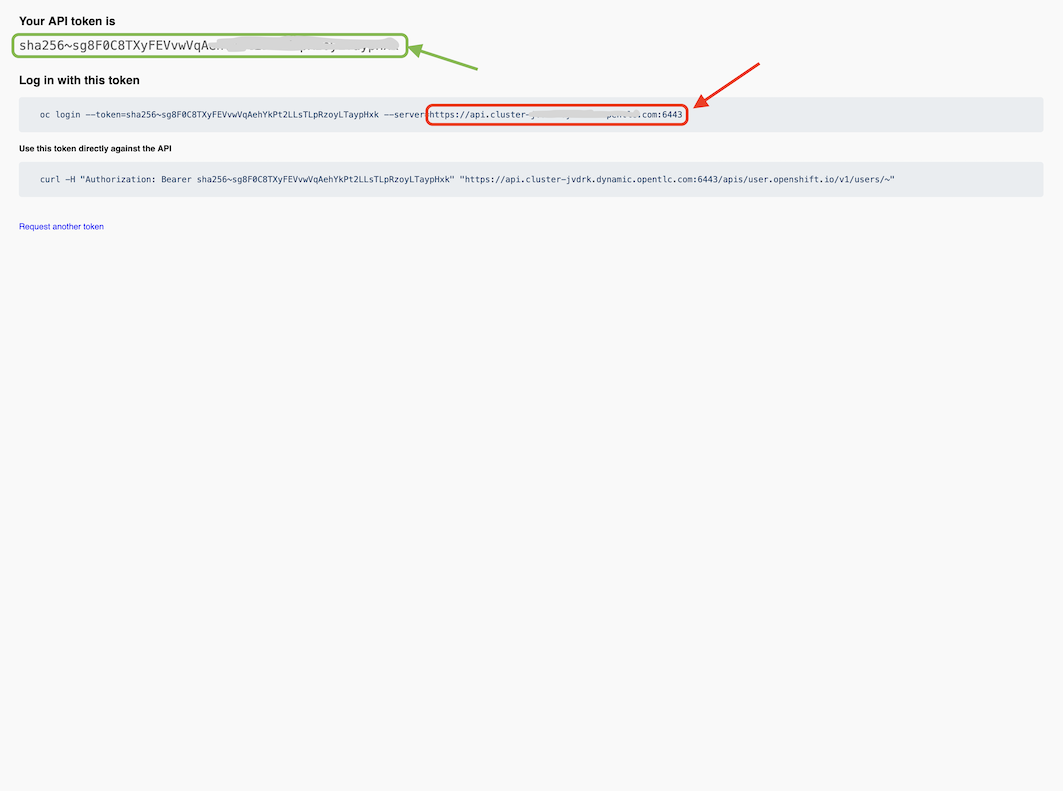 Your API token is
sha256~sg8F0C8TXyFEVvwVqA
Log in with this token
oc login --token=sha256~sg8F0C8TXyFEVvwVqAehYkPt2LLsTLpRzoyLTaypHxk --server=https://api.cluster- .com:6443
Use this token directly against the API
curl -H "Authorization: Bearer sha256~sg8F0C8TXyFEVvwVqAehYkPt2LLsTLpRzoyLTaypHxk" "https://api.cluster-jvdrk.dynamic.opentlc.com:6443/apis/user.openshift.io/v1/users/~"
Request another token